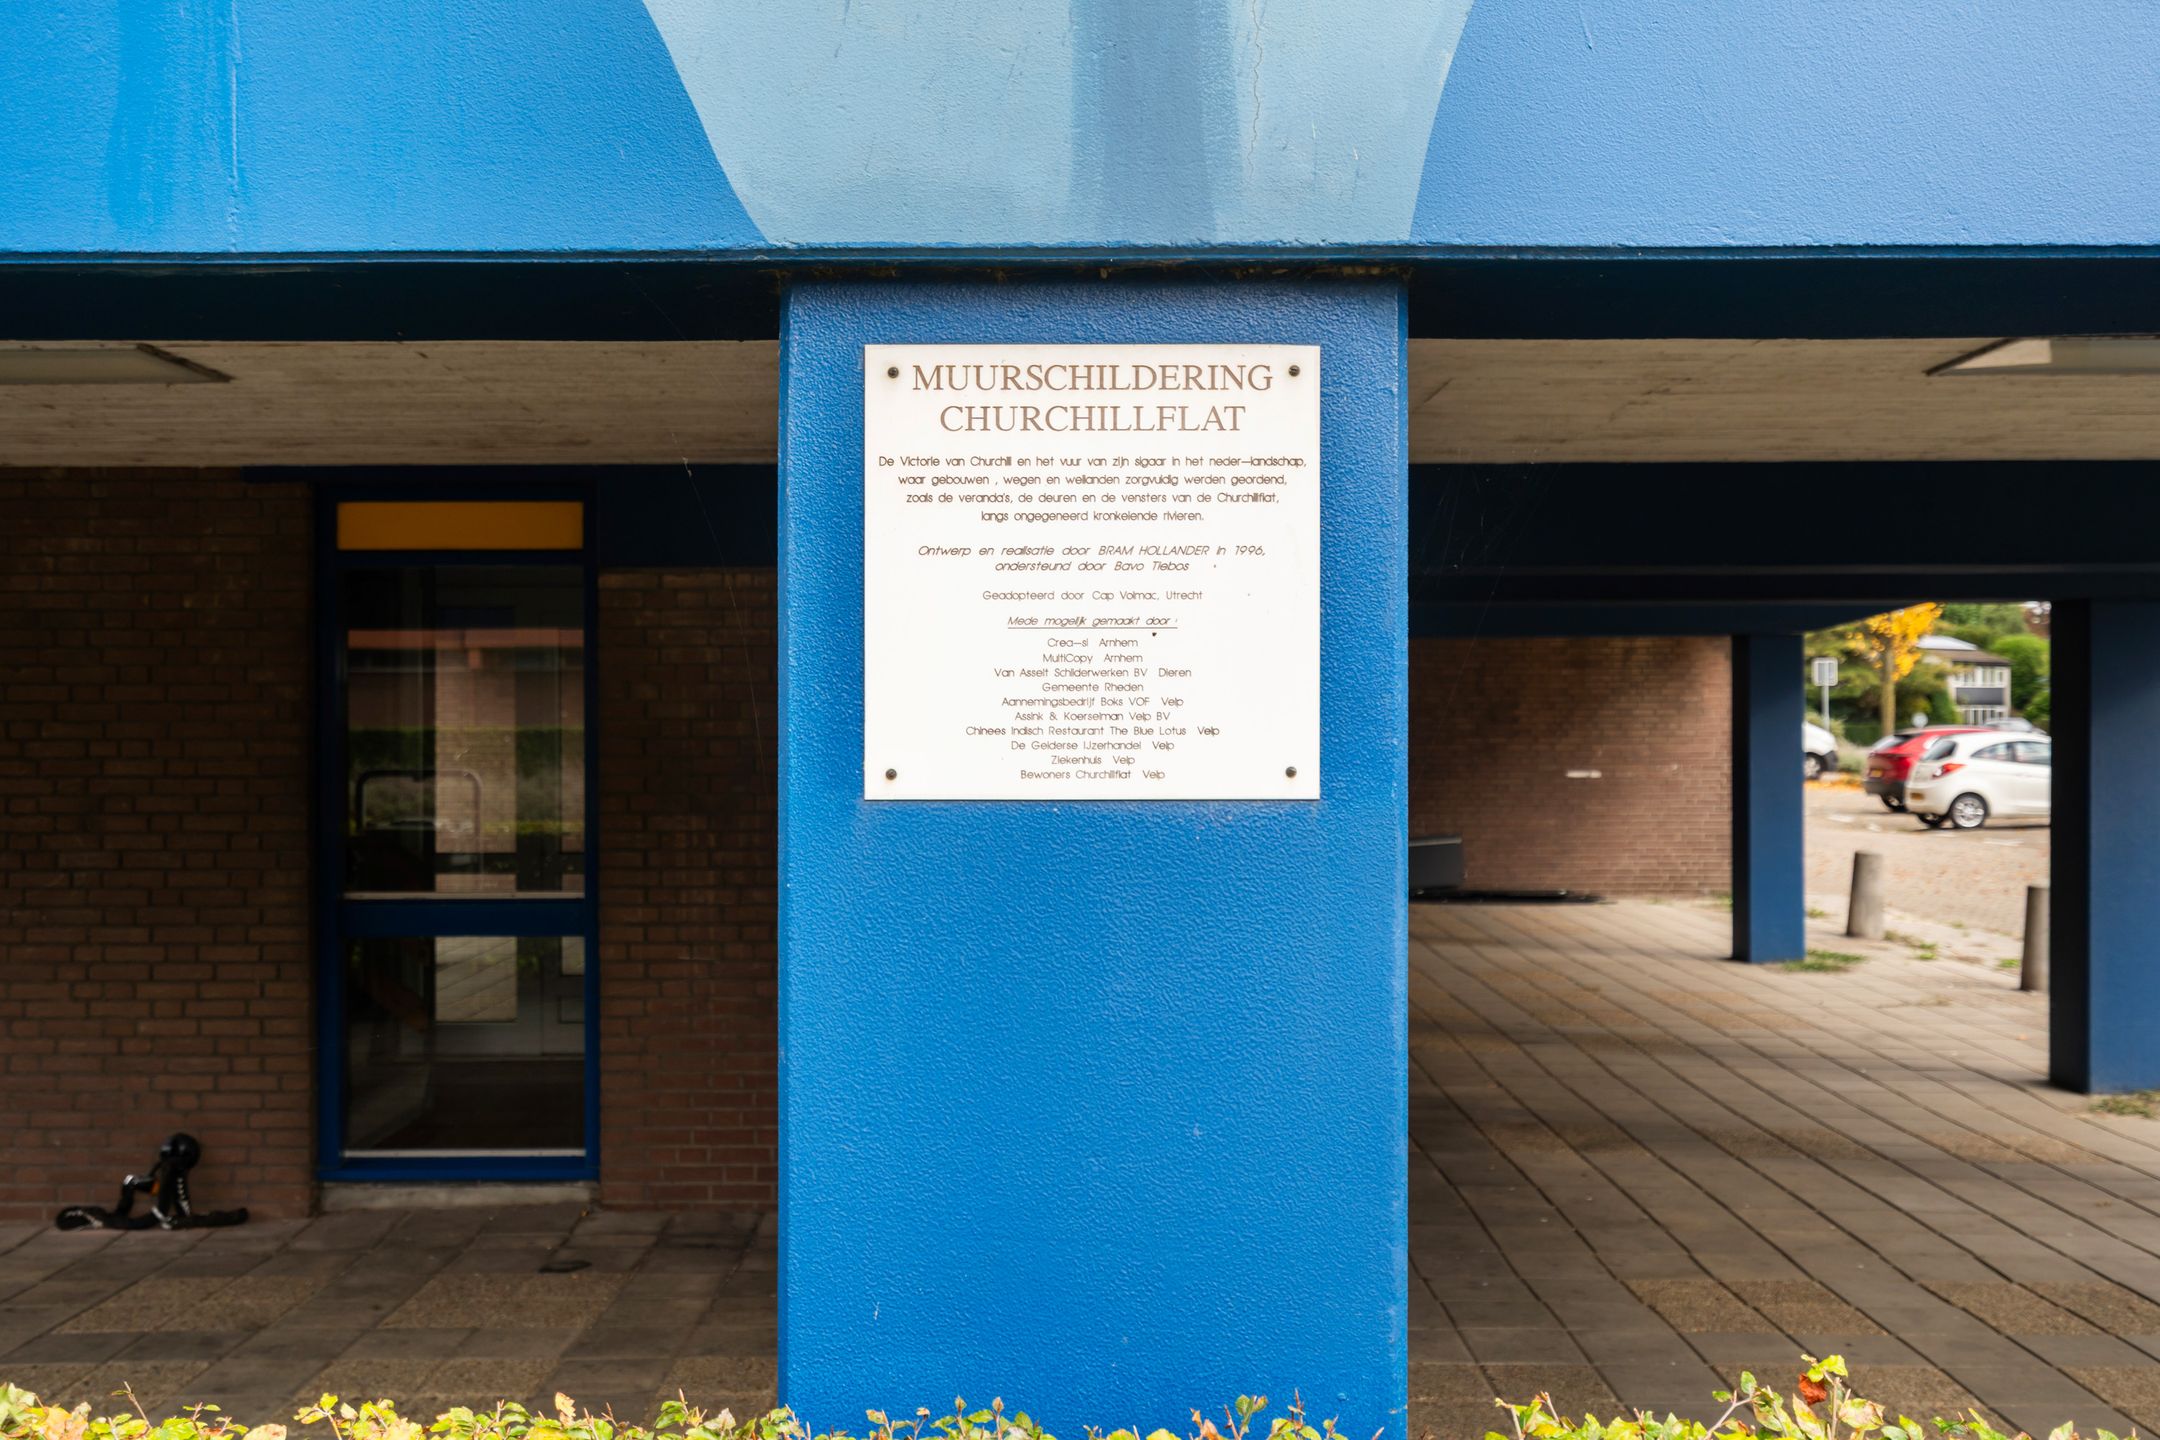 MUURSCHILDERING
CHURCHILLFLAT
De Victorie van Churchill en het vuur van zijn sigaar in het neder-landschap,
waar gebouwen , wegen en weilanden zorgvuldig werden geordend,
zoals de veranda's, de deuren en de vensters van de Churchillflat,
langs ongegeneerd kronkelende rivieren.
Ontwerp en realisatie door BRAM HOLLANDER in 1996,
ondersteund door Bavo Tiebos
Geadopteerd door Cap Volmac, Utrecht
Mede mogelijk gemaakt door :
Crea-si Arnhem
MultiCopy Arnhem
Van Asselt Schilderwerken BV Dieren
Gemeente Rheden
Aannemingsbedrijf Boks VOF Velp
Assink & Koerselman Velp BV
Chinees Indisch Restaurant The Blue Lotus Velp
De Gelderse IJzerhandel Velp
Ziekenhuis Velp
Bewoners Churchillflat Velp